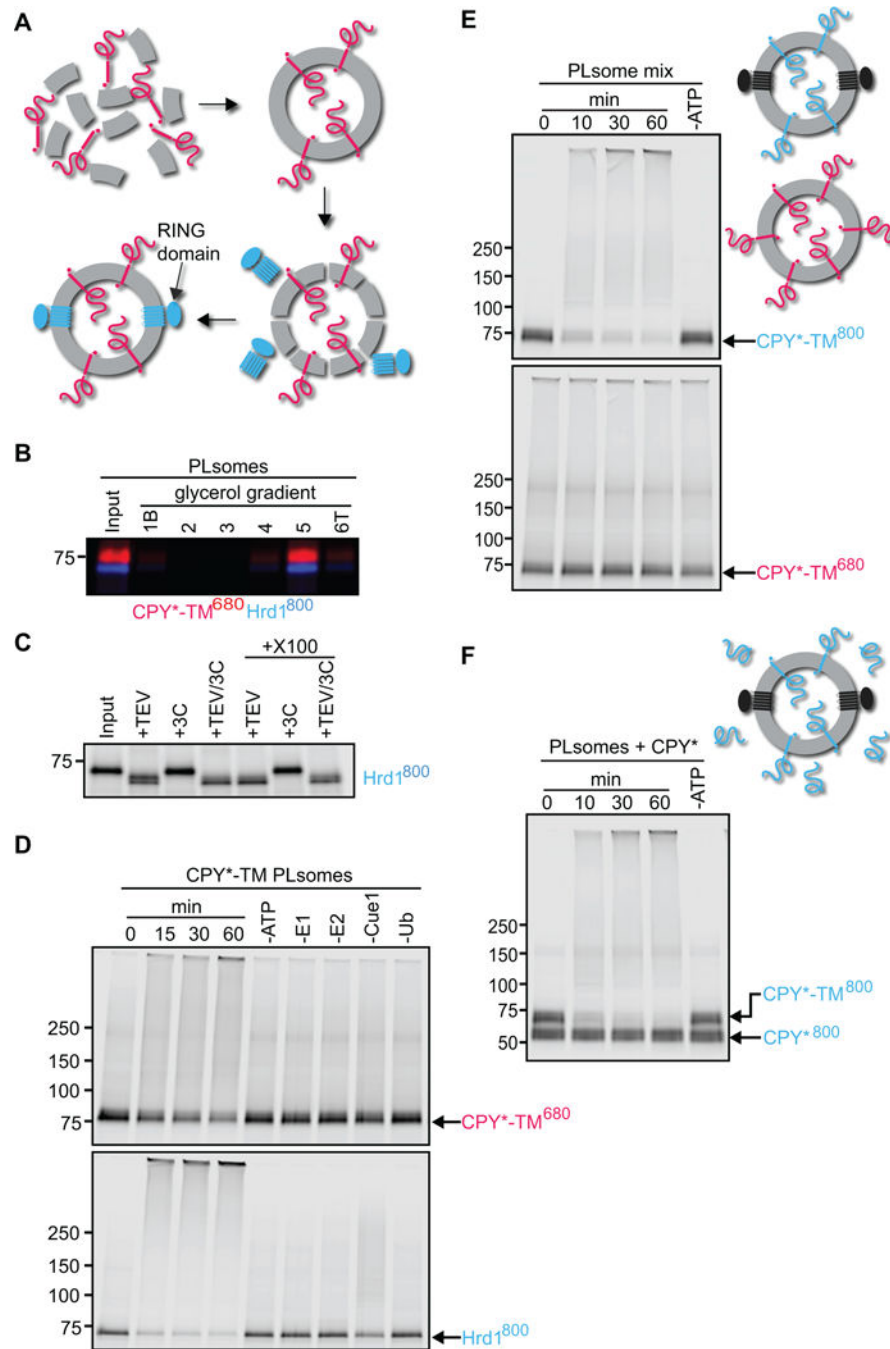 A
RING
domain
B
PLsomes
glycerol gradient
Input
1B
2
3
4
5
6T
75
CPY*-TM680 Hrd1800
C
+X100
Input
+TEV
+3C
+TEV/3C
+TEV
+3C
+TEV/3C
75
Hrd1800
D
CPY*-TM PLsomes
min
0 15 30 60
-ATP
-E1
-E2
-Cue1
-Ub
250
150
100
75
CPY*-TM680
250
150
100
75
Hrd1800
E
PLsome mix
min
0 10 30 60
-ATP
250
150
100
75
CPY*-TM800
250
150
100
75
CPY*-TM680
F
PLsomes + CPY*
min
0 10 30 60
-ATP
250
150
100
75
50
CPY*-TM800
CPY*800